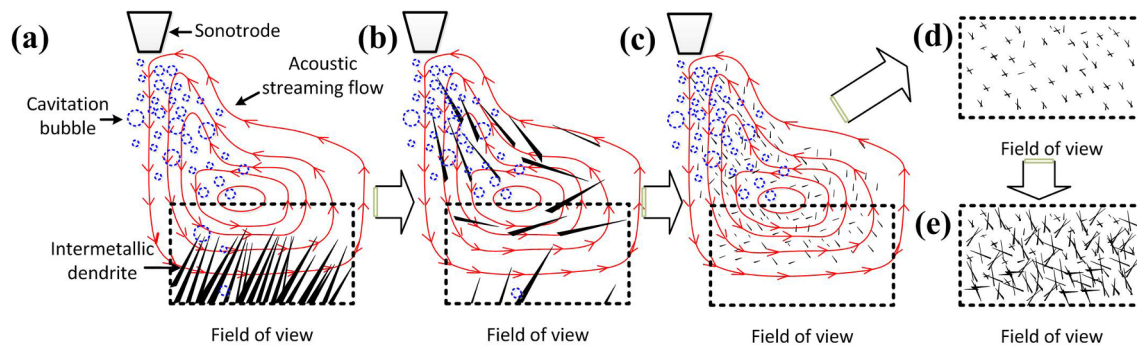 (a)
Sonotrode
Acoustic
streaming flow
Cavitation
bubble
Intermetallic
dendrite
Field of view
(b)
Field of view
(c)
Field of view
(d)
Field of view
(e)
Field of view